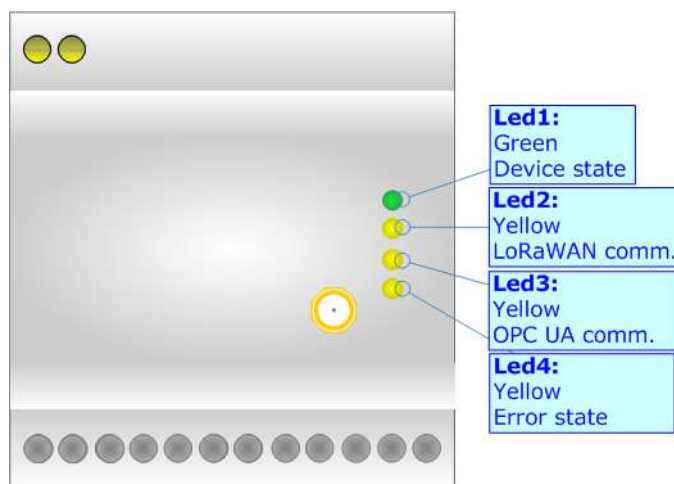 Led1:
Green
Device state
Led2:
Yellow
LoRaWAN comm.
Led3:
Yellow
OPC UA comm.
Led4:
Yellow
Error state